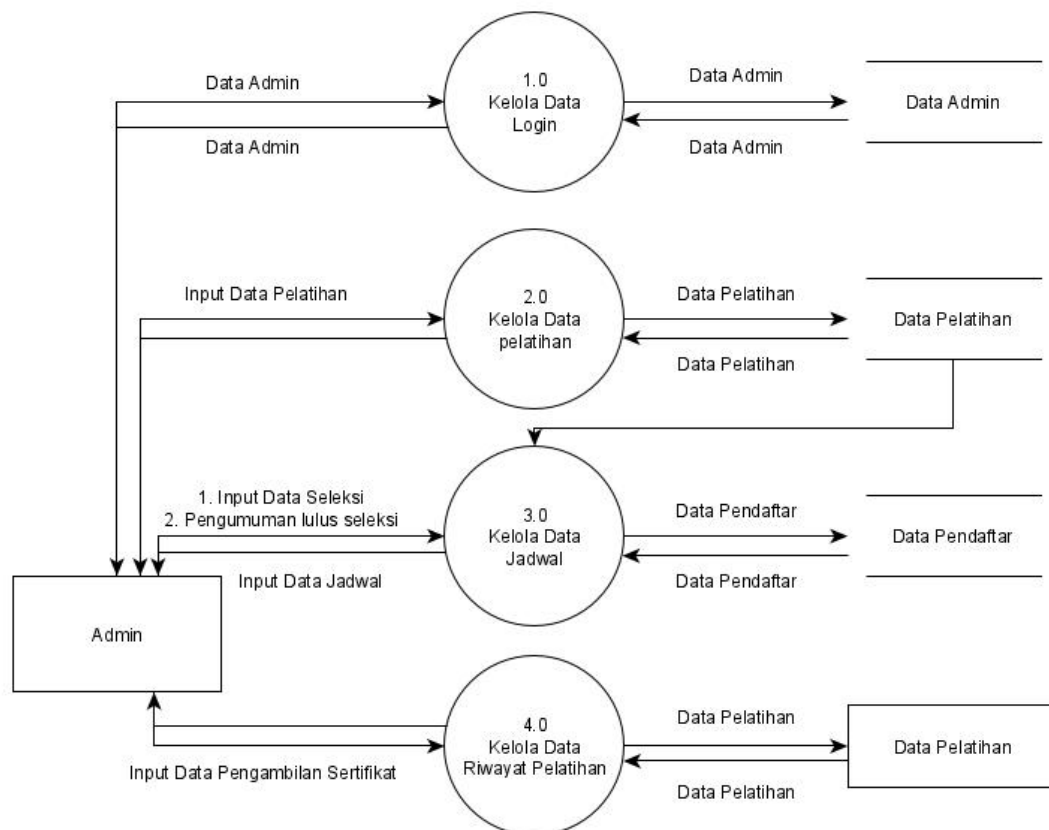 Data Admin
Data Admin
1.0
Kelola Data
Login
Data Admin
Data Admin
Data Admin
Input Data Pelatihan
2.0
Kelola Data
pelatihan
Data Pelatihan
Data Pelatihan
Data Pelatihan
1. Input Data Seleksi
2. Pengumuman lulus seleksi
Input Data Jadwal
3.0
Kelola Data
Jadwal
Data Pendaftar
Data Pendaftar
Data Pendaftar
Admin
Input Data Pengambilan Sertifikat
4.0
Kelola Data
Riwayat Pelatihan
Data Pelatihan
Data Pelatihan
Data Pelatihan